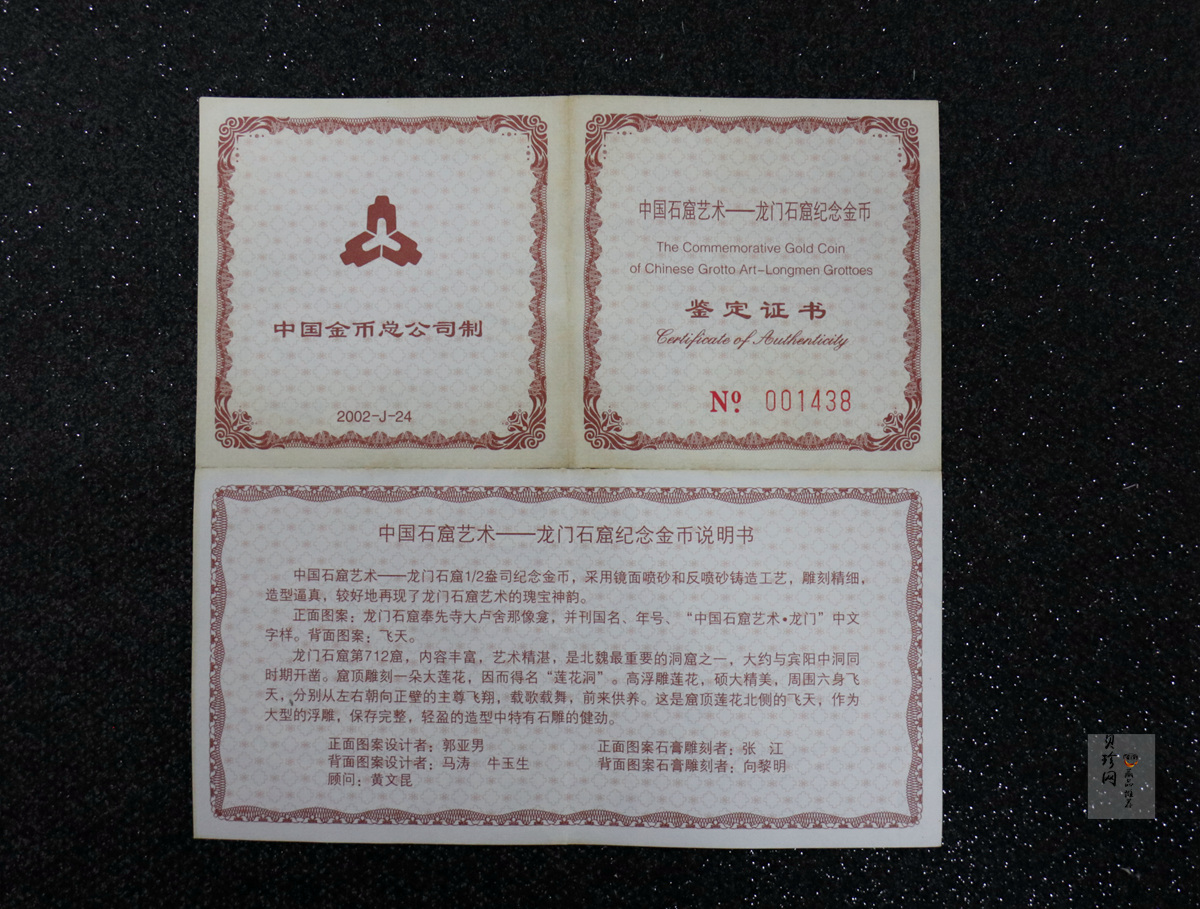 中国金币总公司制
2002-J-24
中国石窟艺术——龙门石窟纪念金币
The Commemorative Gold Coin
of Chinese Grotto Art-Longmen Grottoes
鉴定证书
Certificate of Authenticity
Nº 001438
中国石窟艺术——龙门石窟纪念金币说明书
中国石窟艺术——龙门石窟1/2盎司纪念金币，采用镜面喷砂和反喷砂铸造工艺，雕刻精细，
造型逼真，较好地再现了龙门石窟艺术的瑰宝神韵。
正面图案：龙门石窟奉先寺大卢舍那像龛，并刊国名、年号、“中国石窟艺术•龙门”中文
字样。背面图案：飞天。
龙门石窟第712窟，内容丰富，艺术精湛，是北魏最重要的洞窟之一，大约与宾阳中洞同
时期开凿。窟顶雕刻一朵大莲花，因而得名“莲花洞”。高浮雕莲花，硕大精美，周围六身飞
天，分别从左右朝向正壁的主尊飞翔，载歌载舞，前来供养。这是窟顶莲花北侧的飞天，作为
大型的浮雕，保存完整，轻盈的造型中特有石雕的健劲。
正面图案设计者：郭亚男
正面图案石膏雕刻者：张 江
背面图案设计者：马涛 牛玉生
背面图案石膏雕刻者：向黎明
顾问：黄文昆